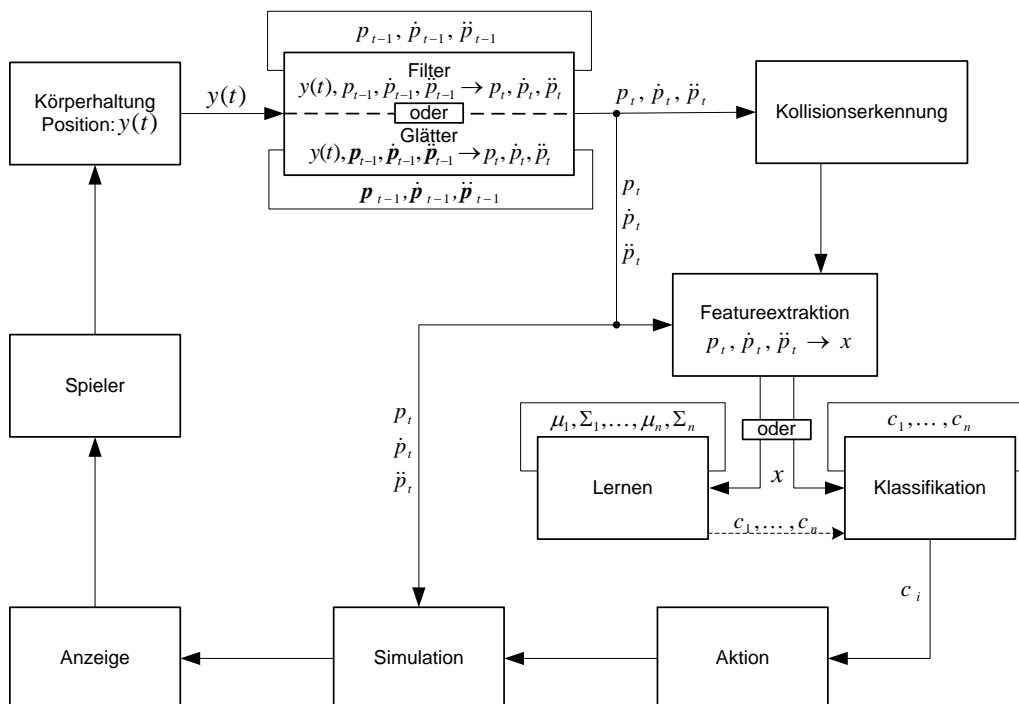 p_{t-1}, ṗ_{t-1}, p̈_{t-1}
Körperhaltung
Position: y(t)
y(t)
Filter
y(t), p_{t-1}, ṗ_{t-1}, p̈_{t-1} → p_t, ṗ_t, p̈_t
oder
Glätter
y(t), p_{t-1}, ṗ_{t-1}, p̈_{t-1} → p_t, ṗ_t, p̈_t
p_{t-1}, ṗ_{t-1}, p̈_{t-1}
p_t, ṗ_t, p̈_t
Kollisionserkennung
p_t
ṗ_t
p̈_t
Featureextraktion
p_t, ṗ_t, p̈_t → x
Spieler
p_t
ṗ_t
p̈_t
μ_1, Σ_1, …, μ_n, Σ_n
oder
c_1, …, c_n
Lernen
x
Klassifikation
c_1, …, c_n
c_i
Anzeige
Simulation
Aktion